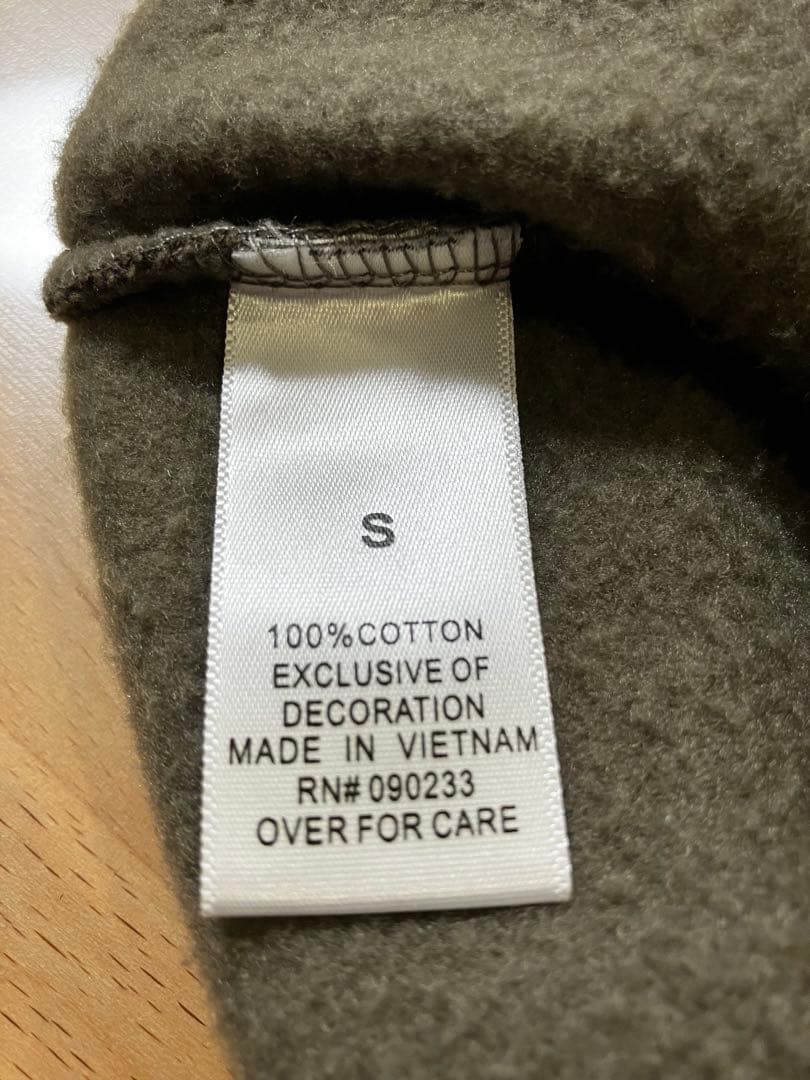 S
100%COTTON
EXCLUSIVE OF
DECORATION
MADE IN VIETNAM
RN# 090233
OVER FOR CARE